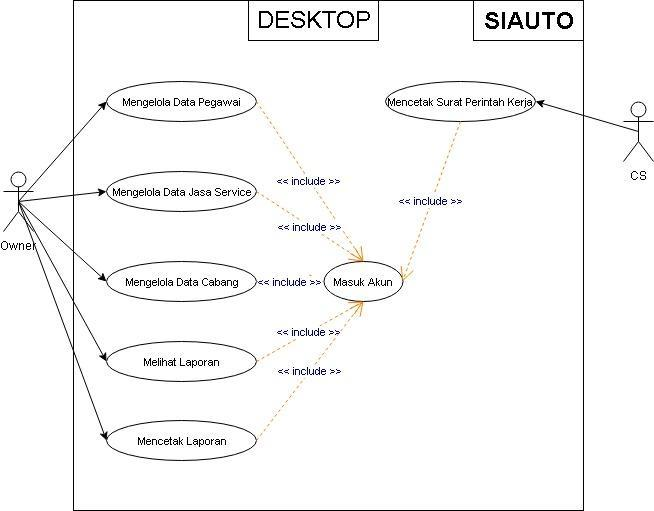 DESKTOP
SIAUTO
Mengelola Data Pegawai
Mencetak Surat Perintah Kerja
CS
<< include >>
Mengelola Data Jasa Service
<< include >>
<< include >>
Owner
Mengelola Data Cabang
<< include >>
Masuk Akun
<< include >>
Melihat Laporan
<< include >>
Mencetak Laporan